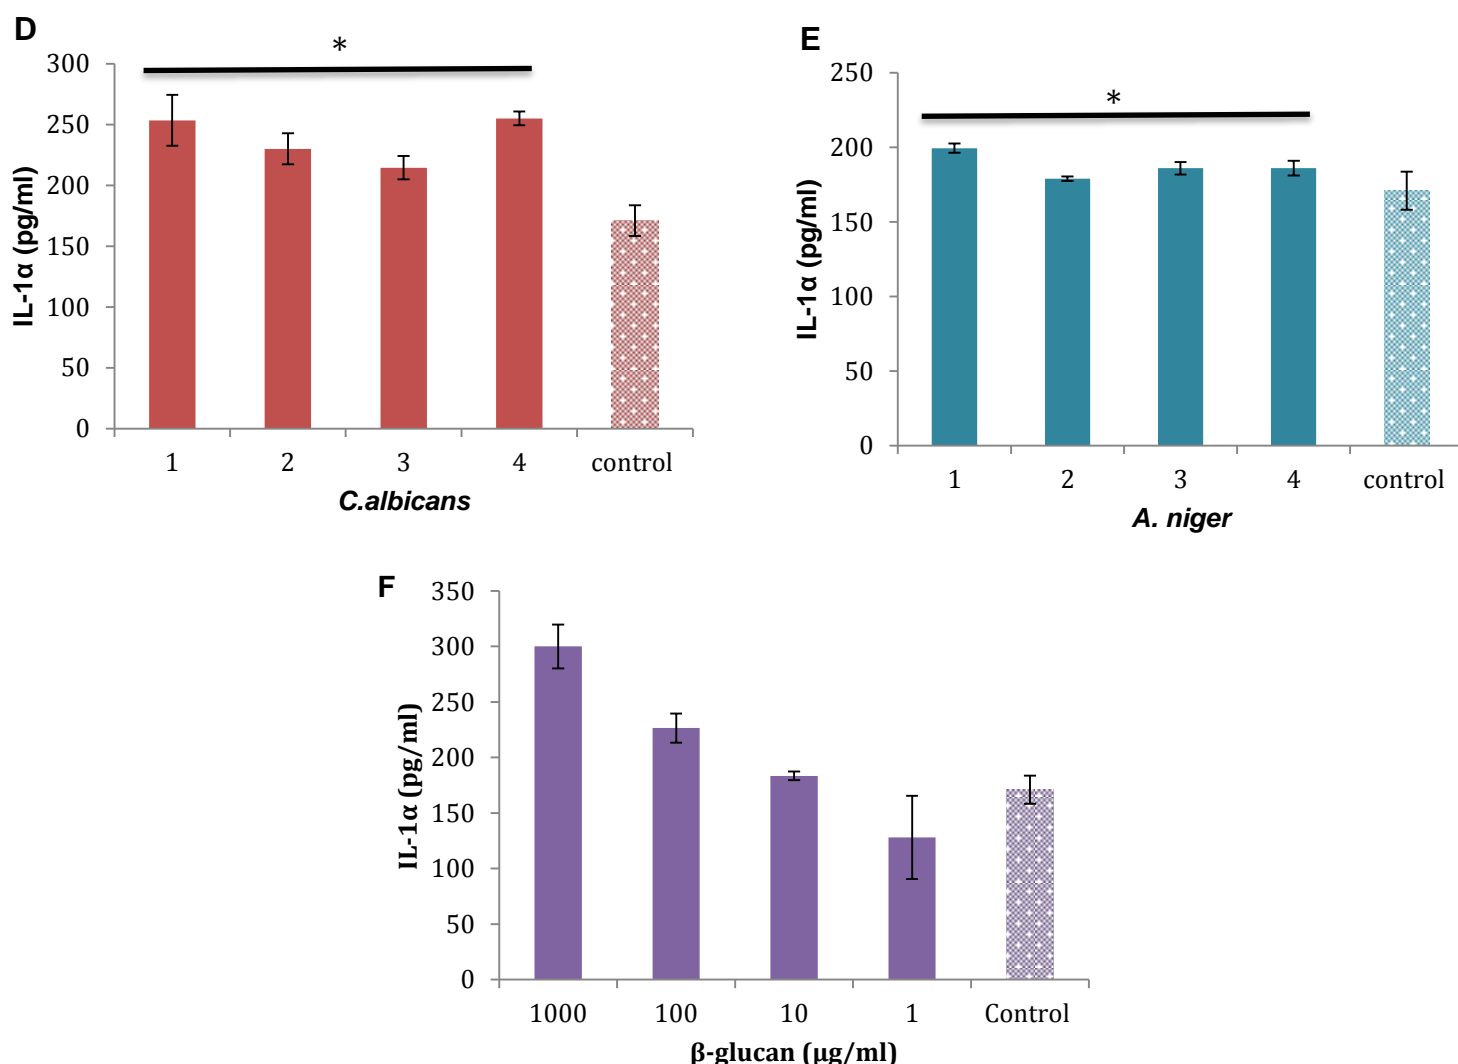 D
*
300
250
200
150
100
50
0
IL-1α (pg/ml)
1 2 3 4 control
C.albicans
E
*
250
200
150
100
50
0
IL-1α (pg/ml)
1 2 3 4 control
A. niger
F
350
300
250
200
150
100
50
0
IL-1α (pg/ml)
1000 100 10 1 Control
β-glucan (μg/ml)